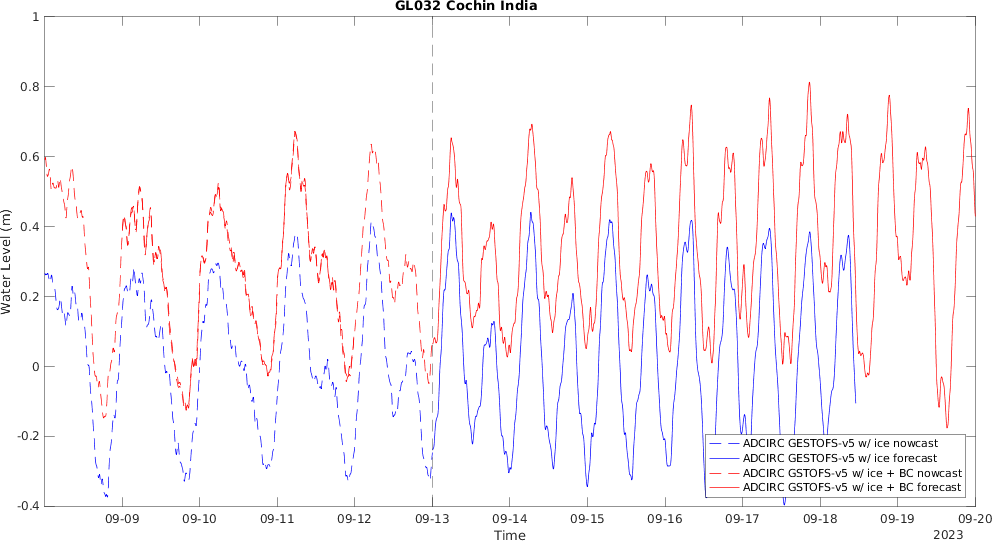 GL032 Cochin India
1
0.8
0.6
0.4
0.2
0
-0.2
-0.4
Water Level (m)
09-09 09-10 09-11 09-12 09-13 09-14 09-15 09-16 09-17 09-18 09-19 09-20
Time
2023
ADCIRC GESTOFS-v5 w/ ice nowcast
ADCIRC GESTOFS-v5 w/ ice forecast
ADCIRC GSTOFS-v5 w/ ice + BC nowcast
ADCIRC GSTOFS-v5 w/ ice + BC forecast